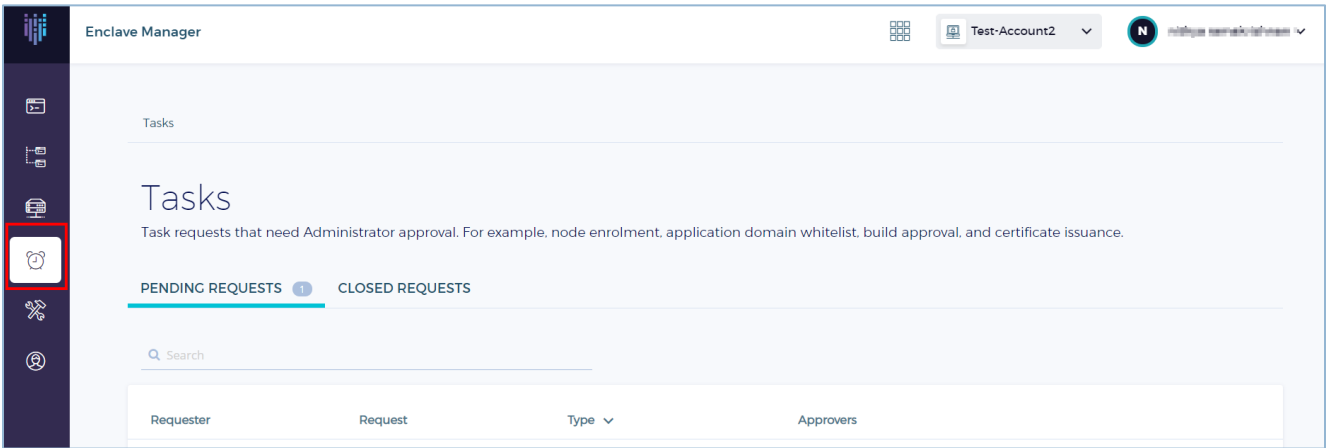 Enclave Manager
Test-Account2
N
Tasks
Tasks
Task requests that need Administrator approval. For example, node enrolment, application domain whitelist, build approval, and certificate issuance.
PENDING REQUESTS 1 CLOSED REQUESTS
Search
Requester Request Type Approvers